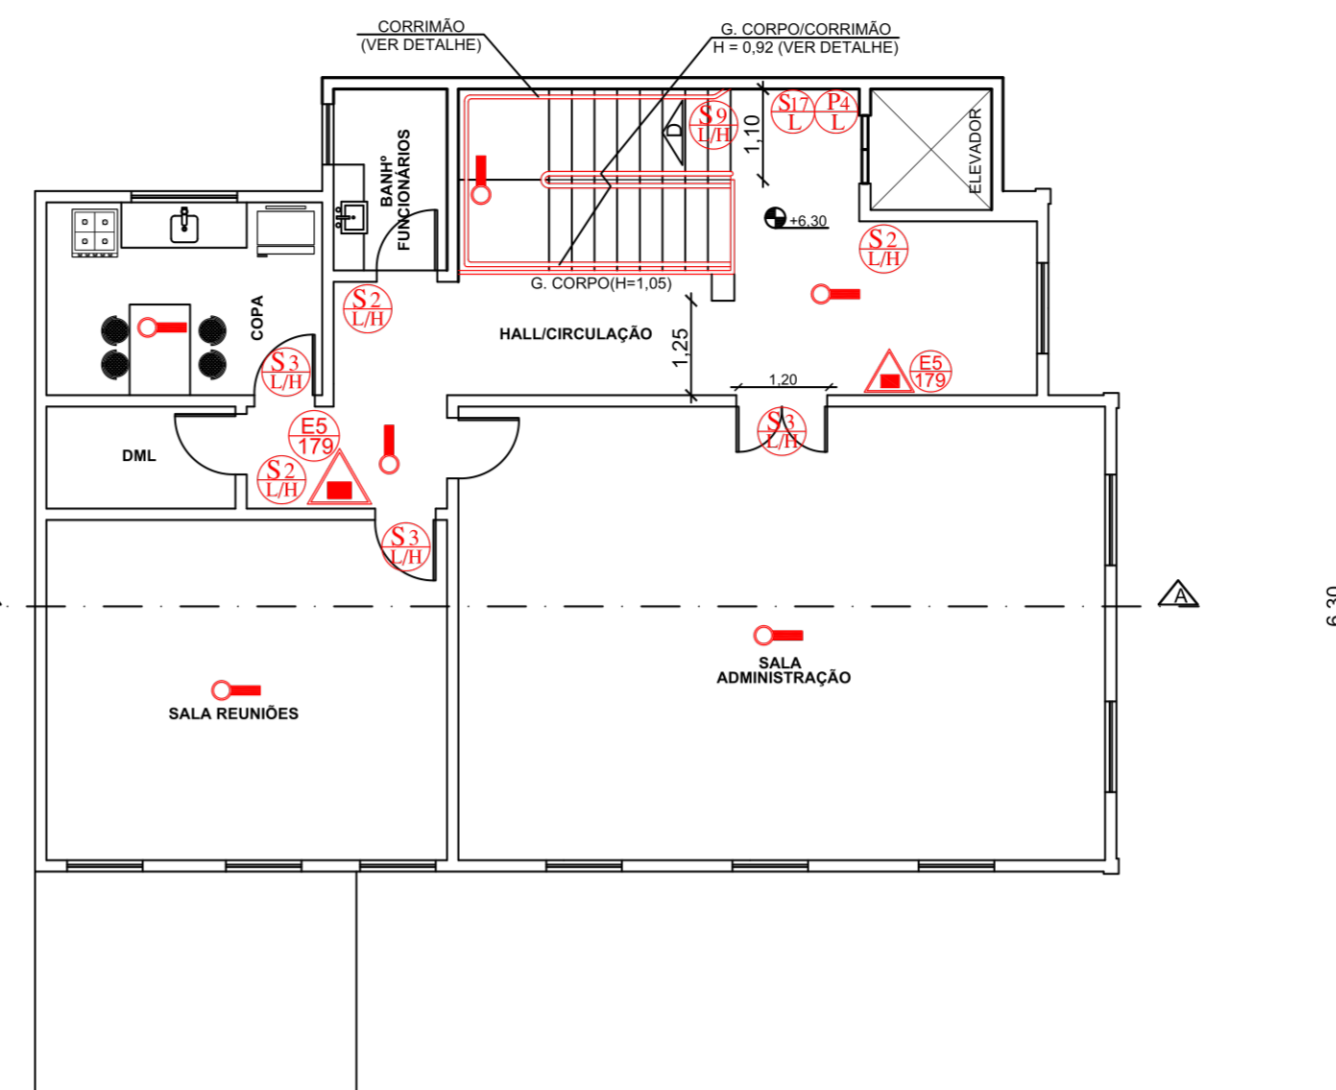 CORRIMÃO
(VER DETALHE)
G. CORPO/CORRIMÃO
H = 0,92 (VER DETALHE)
BANHº
FUNCIONÁRIOS
D
S9
L/H
1,10
S17
L
P4
L
ELEVADOR
+6,30
S2
L/H
G. CORPO(H=1,05)
S2
L/H
COPA
HALL/CIRCULAÇÃO
1,25
S3
L/H
E5
179
1,20
E5
179
S3
L/H
DML
S2
L/H
S3
L/H
A
6,30
SALA
ADMINISTRAÇÃO
SALA REUNIÕES